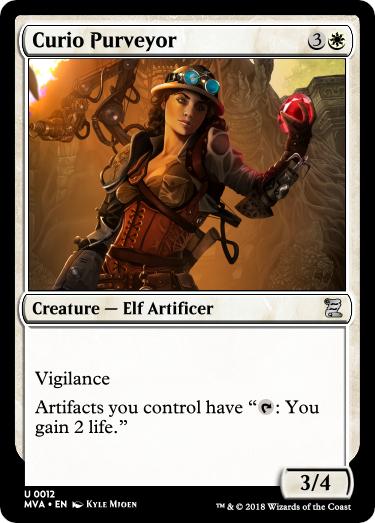 Curio Purveyor 3
Creature — Elf Artificer
Vigilance
Artifacts you control have “: You
gain 2 life.”
3/4
U 0012
MVA • EN Kyle Mioen
™ & © 2018 Wizards of the Coast